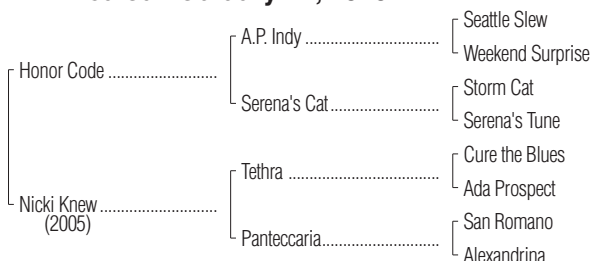 Seattle Slew
A.P. Indy ..................................
Weekend Surprise
Honor Code ..........................
Storm Cat
Serena's Cat...........................
Serena's Tune
Cure the Blues
Tethra .....................................
Ada Prospect
Nicki Knew............................
(2005)
San Romano
Panteccaria.............................
Alexandrina